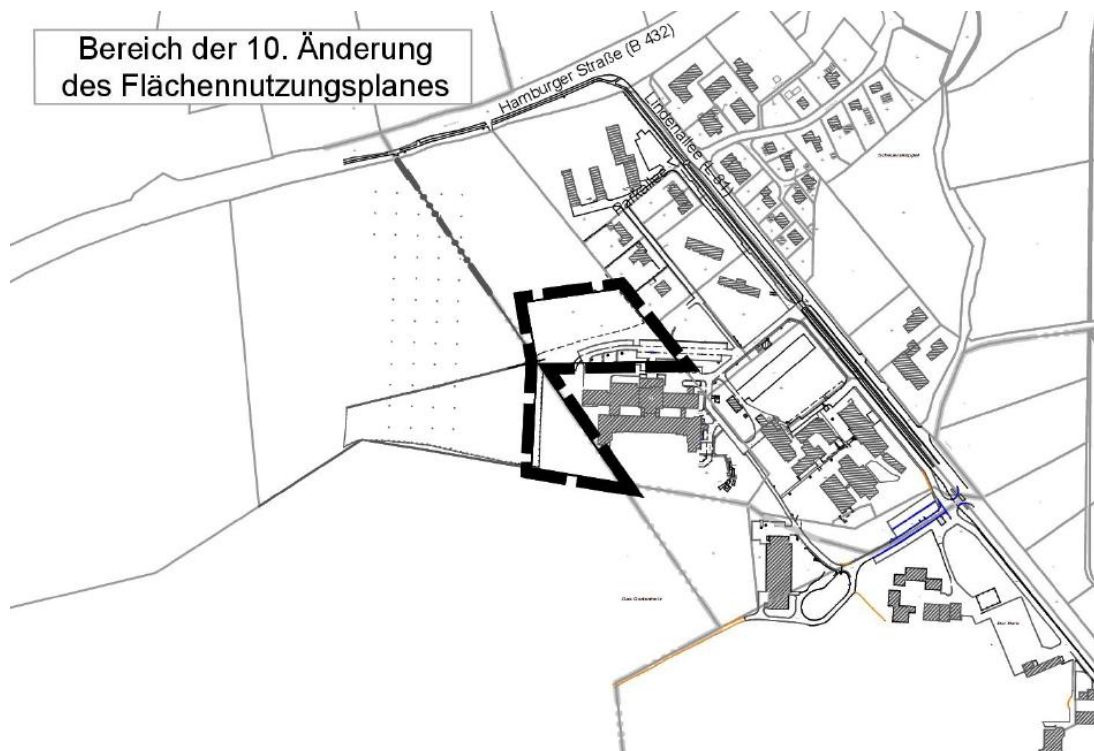 Bereich der 10. Änderung
des Flächennutzungsplanes
Hamburger Straße (B 432)
Lindenallee (L 81)
Parkallee